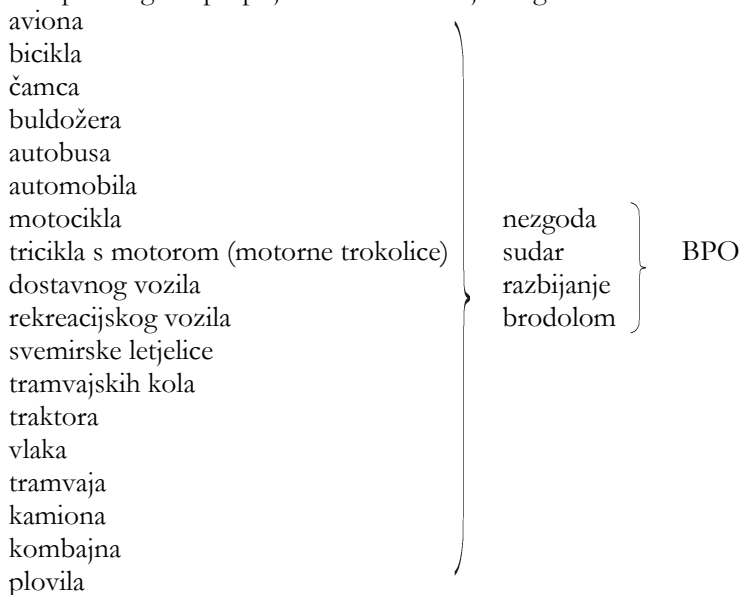 aviona
bicikla
čamca
buldožera
autobusa
automobila
motocikla nezgoda
tricikla s motorom (motorne trokolice) sudar BPO
dostavnog vozila razbijanje
rekreacijskog vozila brodolom
svemirske letjelice
tramvajskih kola
traktora
vlaka
tramvaja
kamiona
kombajna
plovila